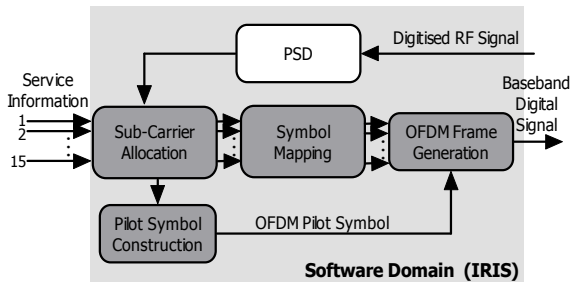 PSD
Digitised RF Signal
Service
Information
1
2
15
Sub-Carrier
Allocation
Symbol
Mapping
OFDM Frame
Generation
Baseband
Digital
Signal
Pilot Symbol
Construction
OFDM Pilot Symbol
Software Domain (IRIS)